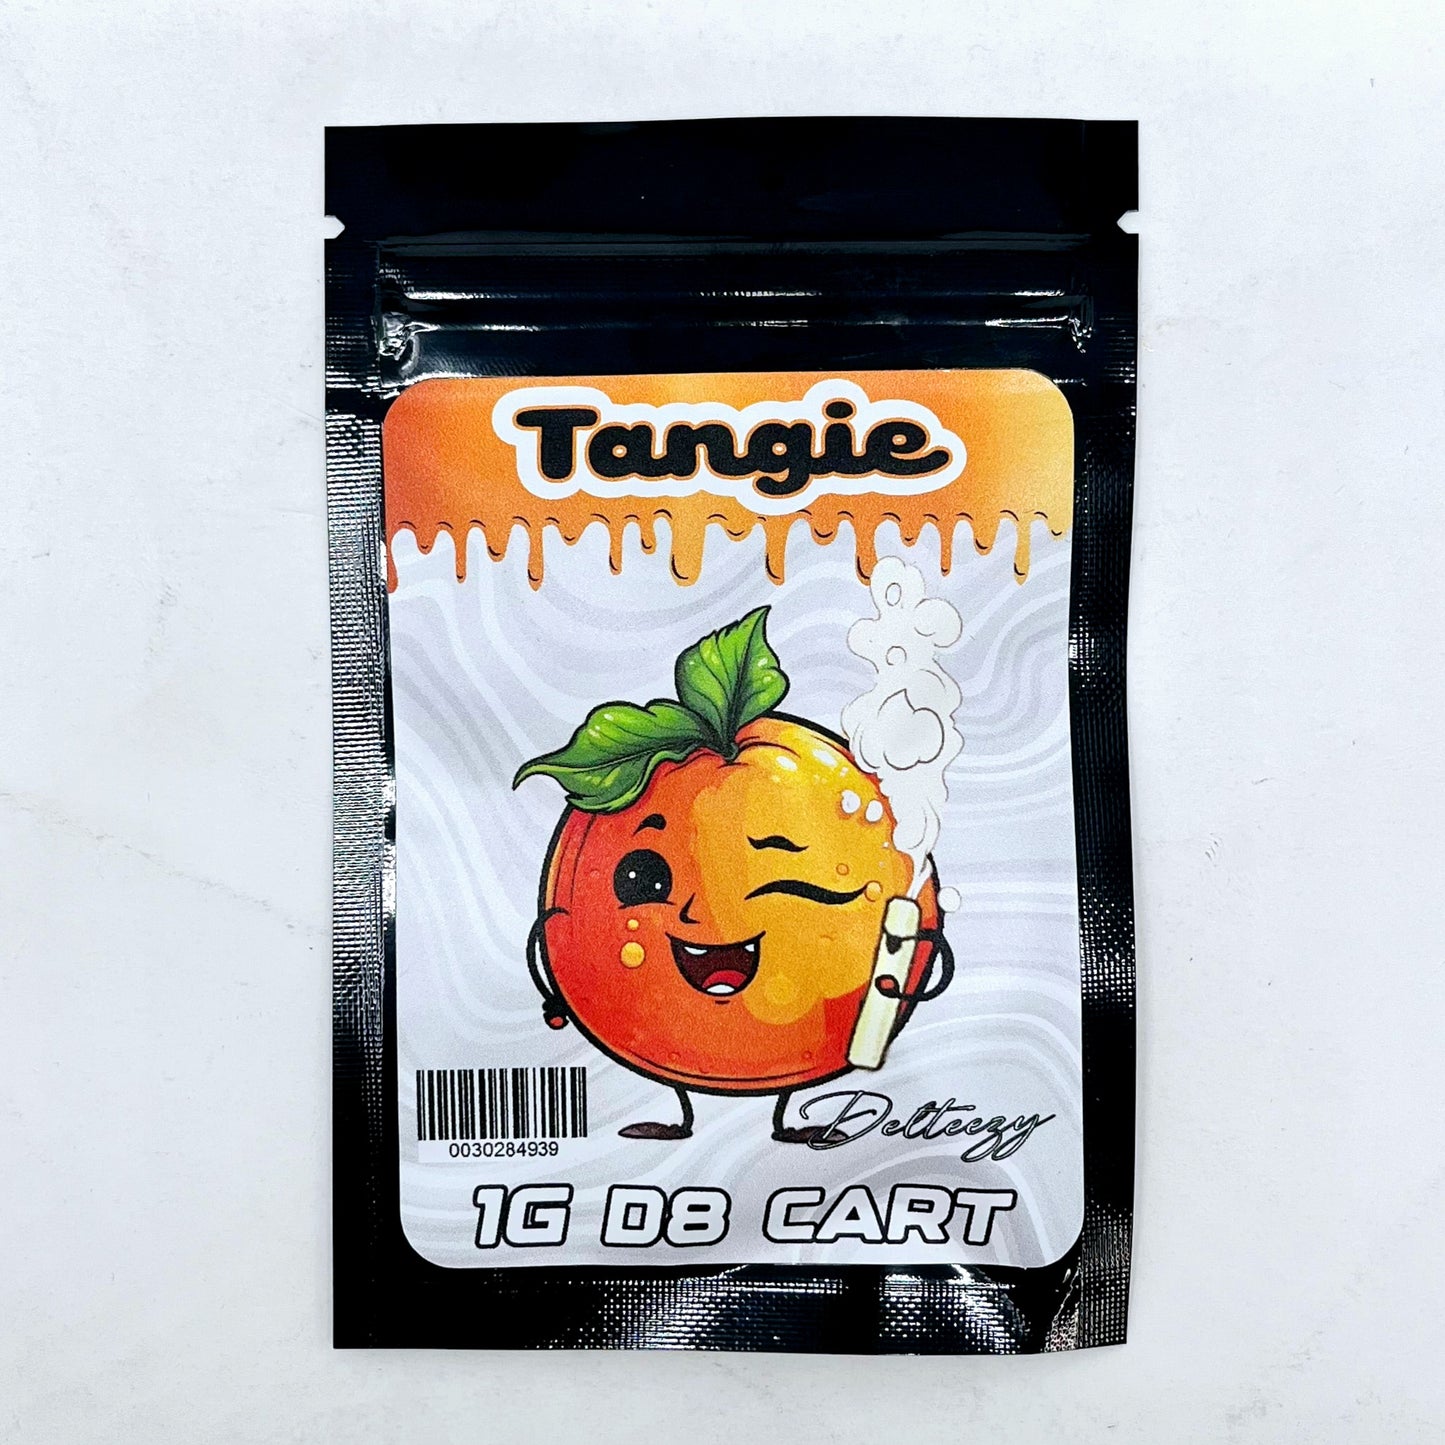 Tangie
0030284939
Delteezy
1G D8 CART